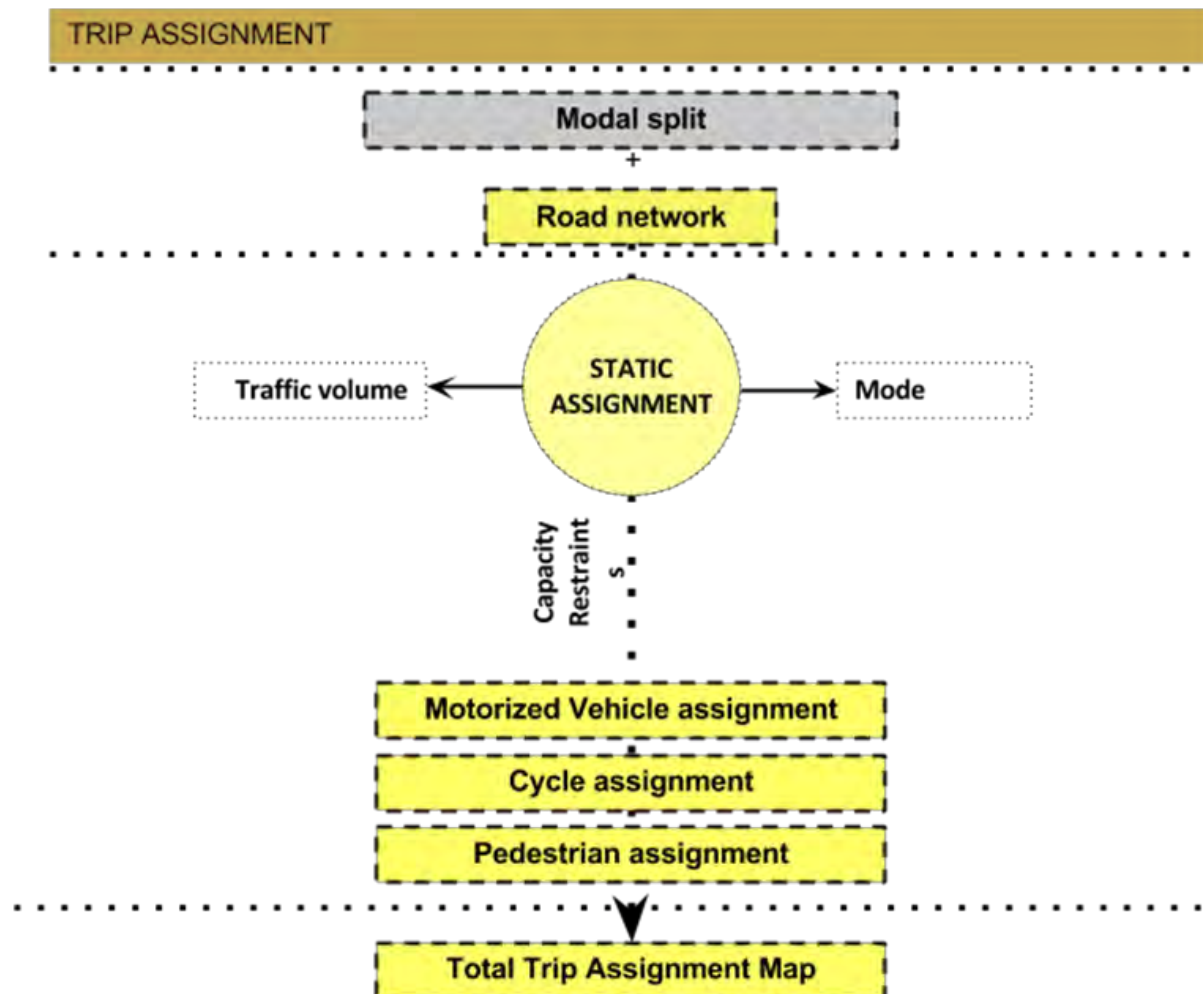 TRIP ASSIGNMENT
Modal split
+
Road network
STATIC
ASSIGNMENT
Traffic volume
Mode
Capacity
Restraint
s
Motorized Vehicle assignment
Cycle assignment
Pedestrian assignment
Total Trip Assignment Map